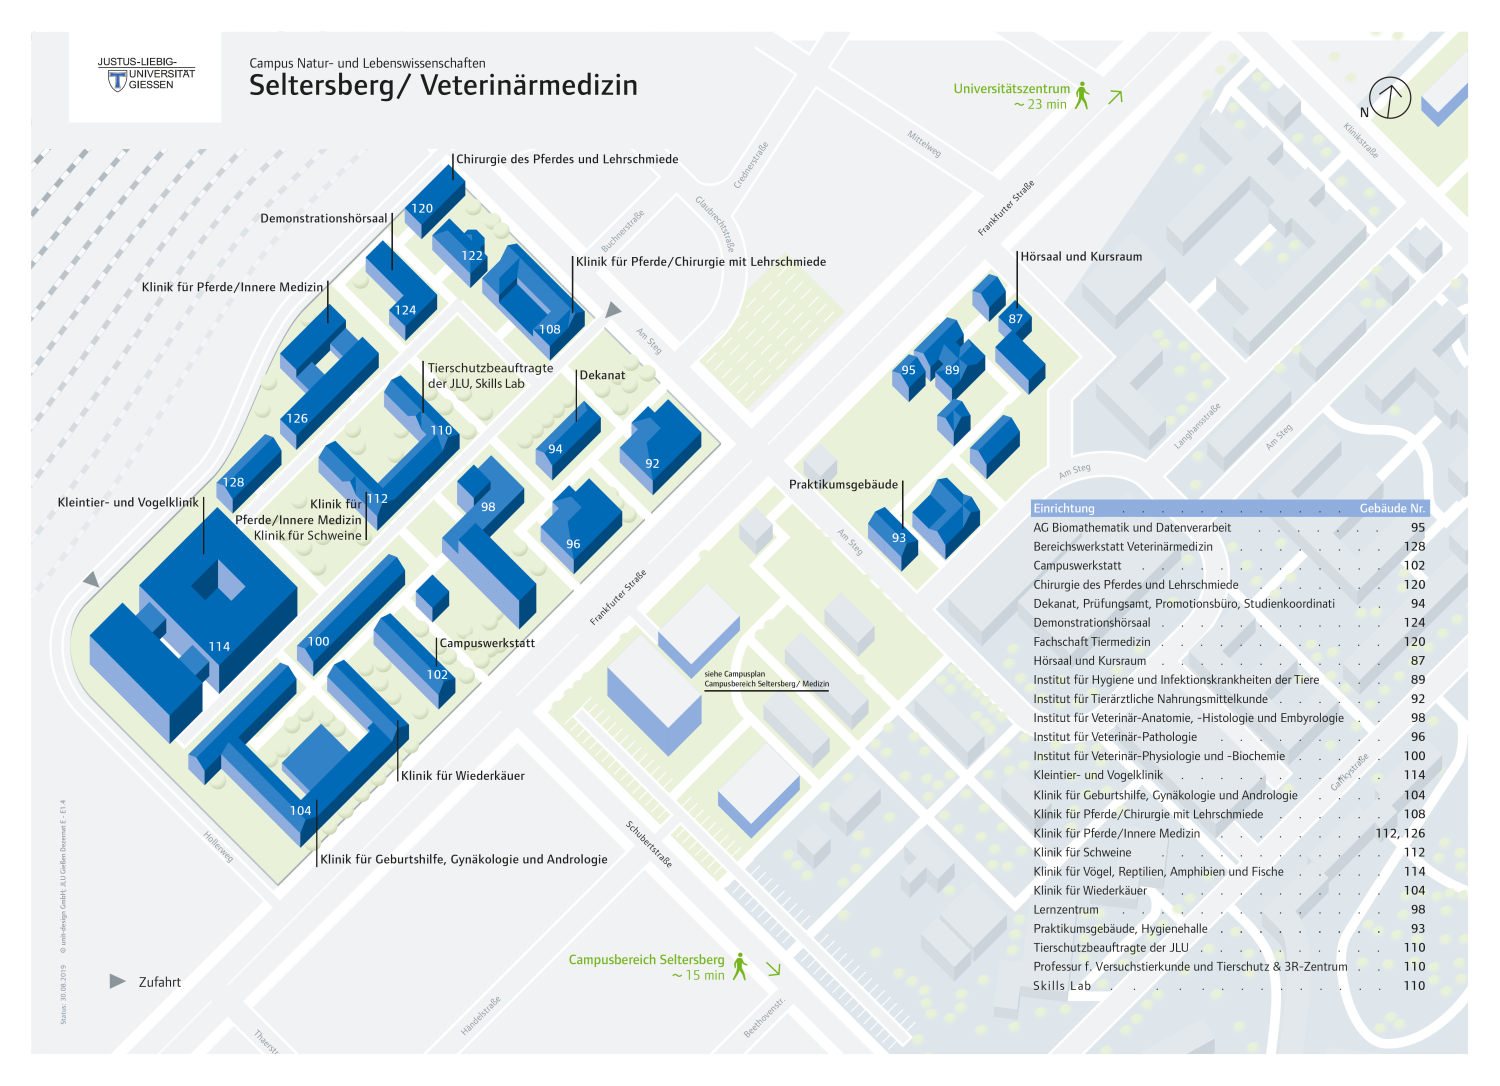 JUSTUS-LIEBIG-
UNIVERSITÄT
GIESSEN
Campus Natur- und Lebenswissenschaften
Seltersberg/ Veterinärmedizin
Universitätszentrum
~ 23 min
N
Klinikstraße
Mittelweg
Crednerstraße
Glaubrechtstraße
Buchnerstraße
Frankfurter Straße
Chirurgie des Pferdes und Lehrschmiede
120
Demonstrationshörsaal
122
Klinik für Pferde/Chirurgie mit Lehrschmiede
Hörsaal und Kursraum
Klinik für Pferde/Innere Medizin
124
108
87
Am Steg
Tierschutzbeauftragte
der JLU, Skills Lab
Dekanat
95
89
126
110
94
92
Langhansstraße
Am Steg
Am Steg
128
Kleintier- und Vogelklinik
Klinik für
Pferde/Innere Medizin
Klinik für Schweine
112
98
96
Praktikumsgebäude
93
Am Steg
Frankfurter Straße
114
100
Campuswerkstatt
102
siehe Campusplan
Campusbereich Seltersberg/ Medizin
Klinik für Wiederkäuer
104
Klinik für Geburtshilfe, Gynäkologie und Andrologie
Hollerweg
Schubertstraße
Gaffkystraße
Einrichtung . . . . . . . . . . . . Gebäude Nr.
AG Biomathematik und Datenverarbeit . . . . . . . 95
Bereichswerkstatt Veterinärmedizin . . . . . . . . 128
Campuswerkstatt . . . . . . . . . . . . . 102
Chirurgie des Pferdes und Lehrschmiede . . . . . . . 120
Dekanat, Prüfungsamt, Promotionsbüro, Studienkoordinati . . 94
Demonstrationshörsaal . . . . . . . . . . . . 124
Fachschaft Tiermedizin . . . . . . . . . . . . 120
Hörsaal und Kursraum . . . . . . . . . . . . 87
Institut für Hygiene und Infektionskrankheiten der Tiere . . . 89
Institut für Tierärztliche Nahrungsmittelkunde . . . . . . 92
Institut für Veterinär-Anatomie, -Histologie und Embyrologie . . 98
Institut für Veterinär-Pathologie . . . . . . . . . 96
Institut für Veterinär-Physiologie und -Biochemie . . . . . 100
Kleintier- und Vogelklinik . . . . . . . . . . . 114
Klinik für Geburtshilfe, Gynäkologie und Andrologie . . . . 104
Klinik für Pferde/Chirurgie mit Lehrschmiede . . . . . . 108
Klinik für Pferde/Innere Medizin . . . . . . . . 112, 126
Klinik für Schweine . . . . . . . . . . . . 112
Klinik für Vögel, Reptilien, Amphibien und Fische . . . . . 114
Klinik für Wiederkäuer . . . . . . . . . . . . 104
Lernzentrum . . . . . . . . . . . . . . 98
Praktikumsgebäude, Hygienehalle . . . . . . . . . 93
Tierschutzbeauftragte der JLU . . . . . . . . . . 110
Professur f. Versuchstierkunde und Tierschutz & 3R-Zentrum . . 110
Skills Lab . . . . . . . . . . . . . 110
Campusbereich Seltersberg
~ 15 min
Zufahrt
Händelstraße
Beethovenstr.
Thaerstr.
Status: 30.08.2019 © unit-design GmbH; JLU Gießen Dezernat E - E1.4